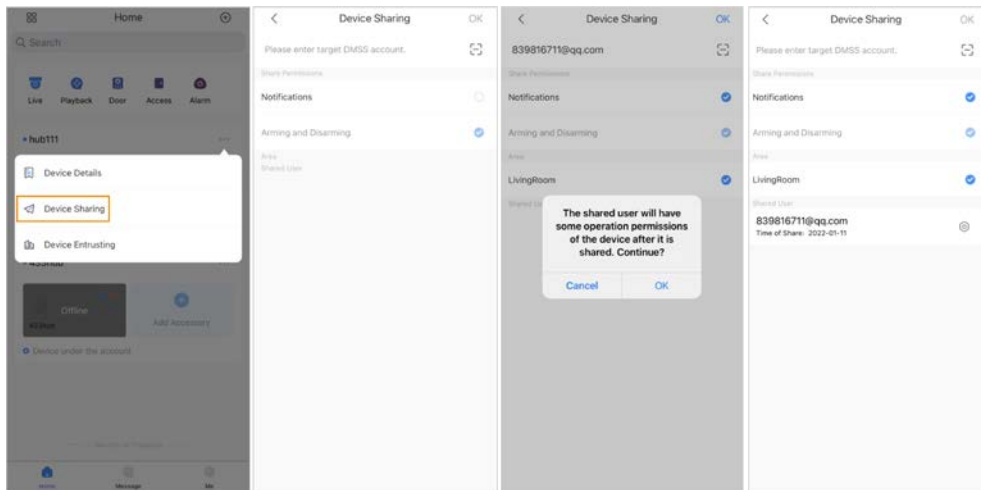 Home
Search
Live
Playback
Door
Access
Alarm
hub111
Device Details
Device Sharing
Device Entrusting
Offline
Add Accessory
Device under the account
Home
Message
Me
Device Sharing
OK
Please enter target DMSS account.
Share Permissions
Notifications
Arming and Disarming
Area
Shared User
Device Sharing
OK
839816711@qq.com
Share Permissions
Notifications
Arming and Disarming
Area
LivingRoom
The shared user will have
some operation permissions
of the device after it is
shared. Continue?
Cancel
OK
Device Sharing
OK
Please enter target DMSS account.
Share Permissions
Notifications
Arming and Disarming
Area
LivingRoom
Shared User
839816711@qq.com
Time of Share: 2022-01-11